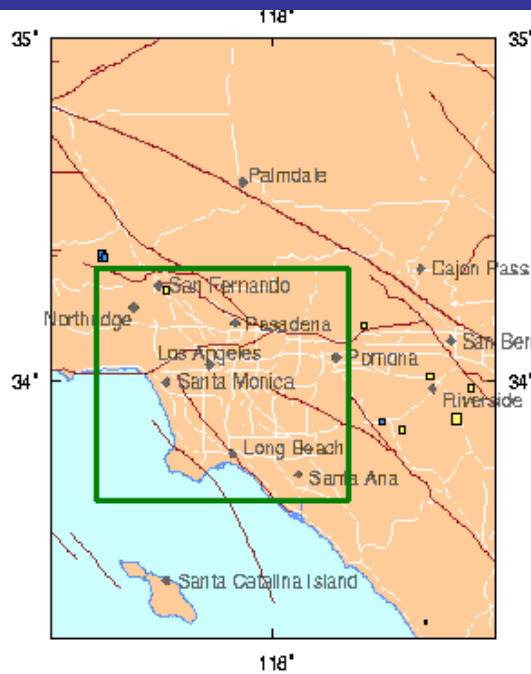 118°
35° 35°
Palmdale
Cajon Pass
San Fernando
Northridge
Pasadena
San Bern
Los Angeles
Pomona
34° 34°
Santa Monica
Riverside
Long Beach
Santa Ana
Santa Catalina Island
118°